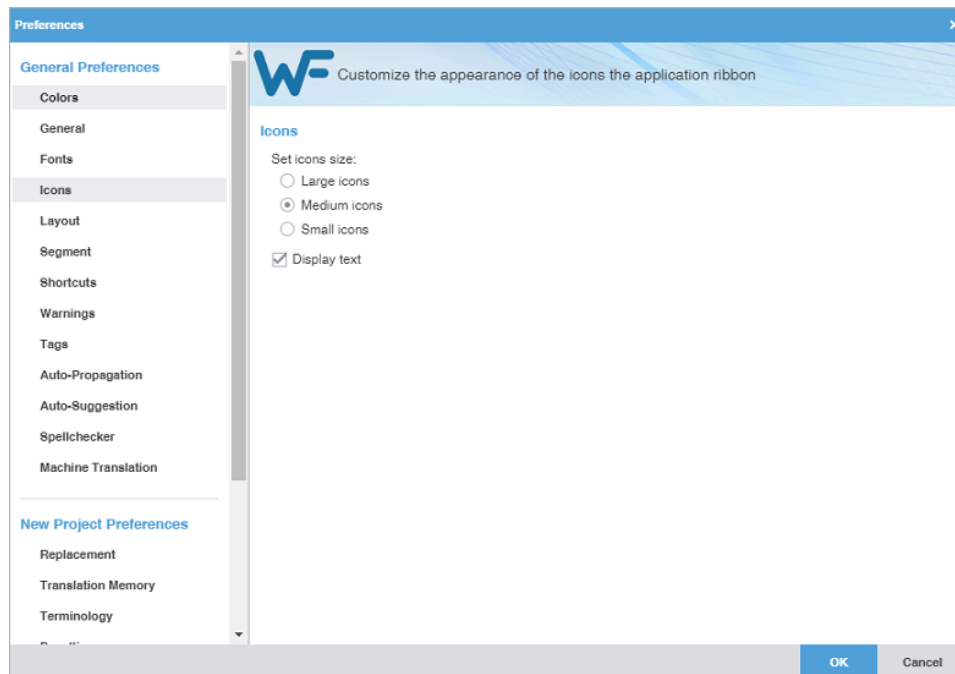 Preferences
General Preferences
Colors
General
Fonts
Icons
Layout
Segment
Shortcuts
Warnings
Tags
Auto-Propagation
Auto-Suggestion
Spellchecker
Machine Translation
New Project Preferences
Replacement
Translation Memory
Terminology
WF
Customize the appearance of the icons the application ribbon
Icons
Set icons size:
Large icons
Medium icons
Small icons
Display text
OK Cancel